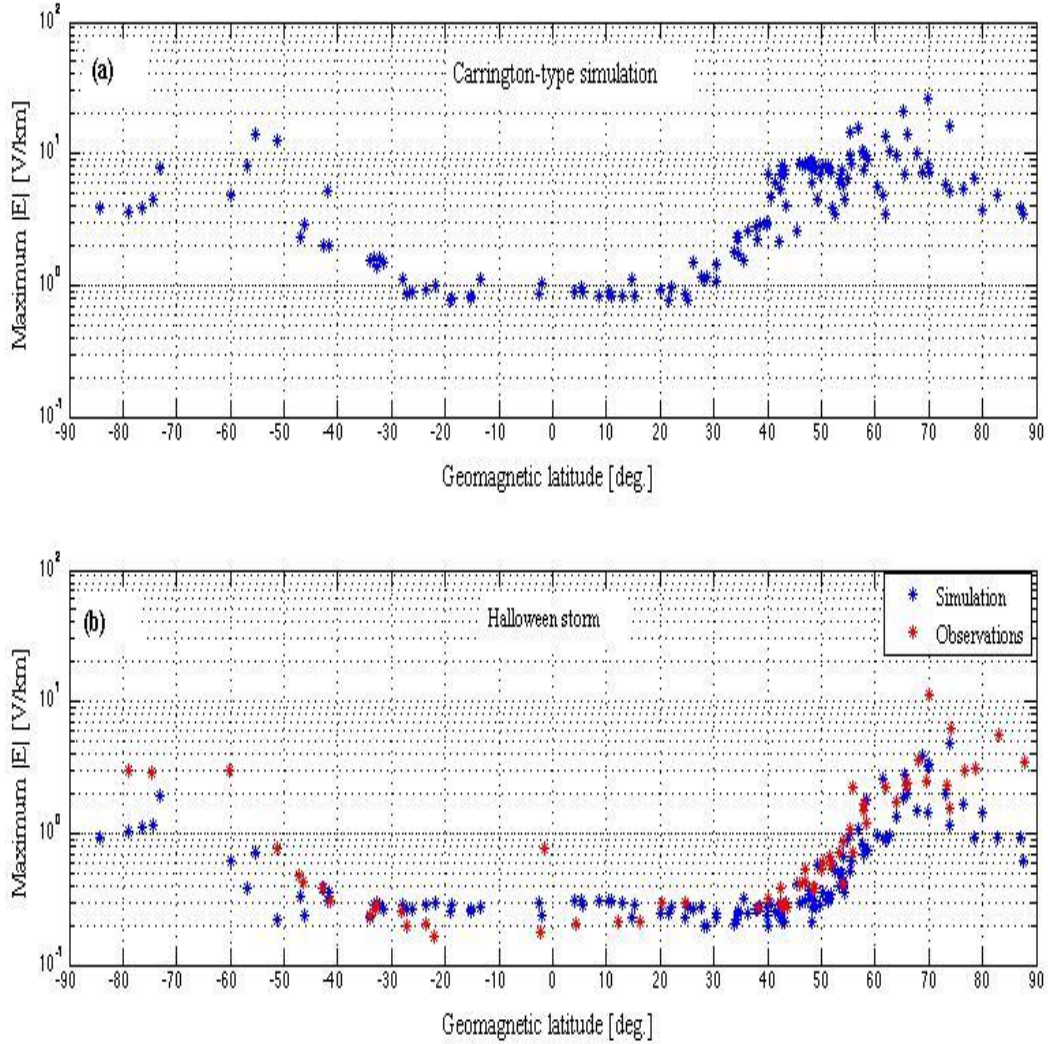 10²
(a)
Carrington-type simulation
10¹
10⁰
10⁻¹
Maximum |E| [V/km]
-90 -80 -70 -60 -50 -40 -30 -20 -10 0 10 20 30 40 50 60 70 80 90
Geomagnetic latitude [deg.]
10²
(b)
Halloween storm
Simulation
Observations
10¹
10⁰
10⁻¹
Maximum |E| [V/km]
-90 -80 -70 -60 -50 -40 -30 -20 -10 0 10 20 30 40 50 60 70 80 90
Geomagnetic latitude [deg.]